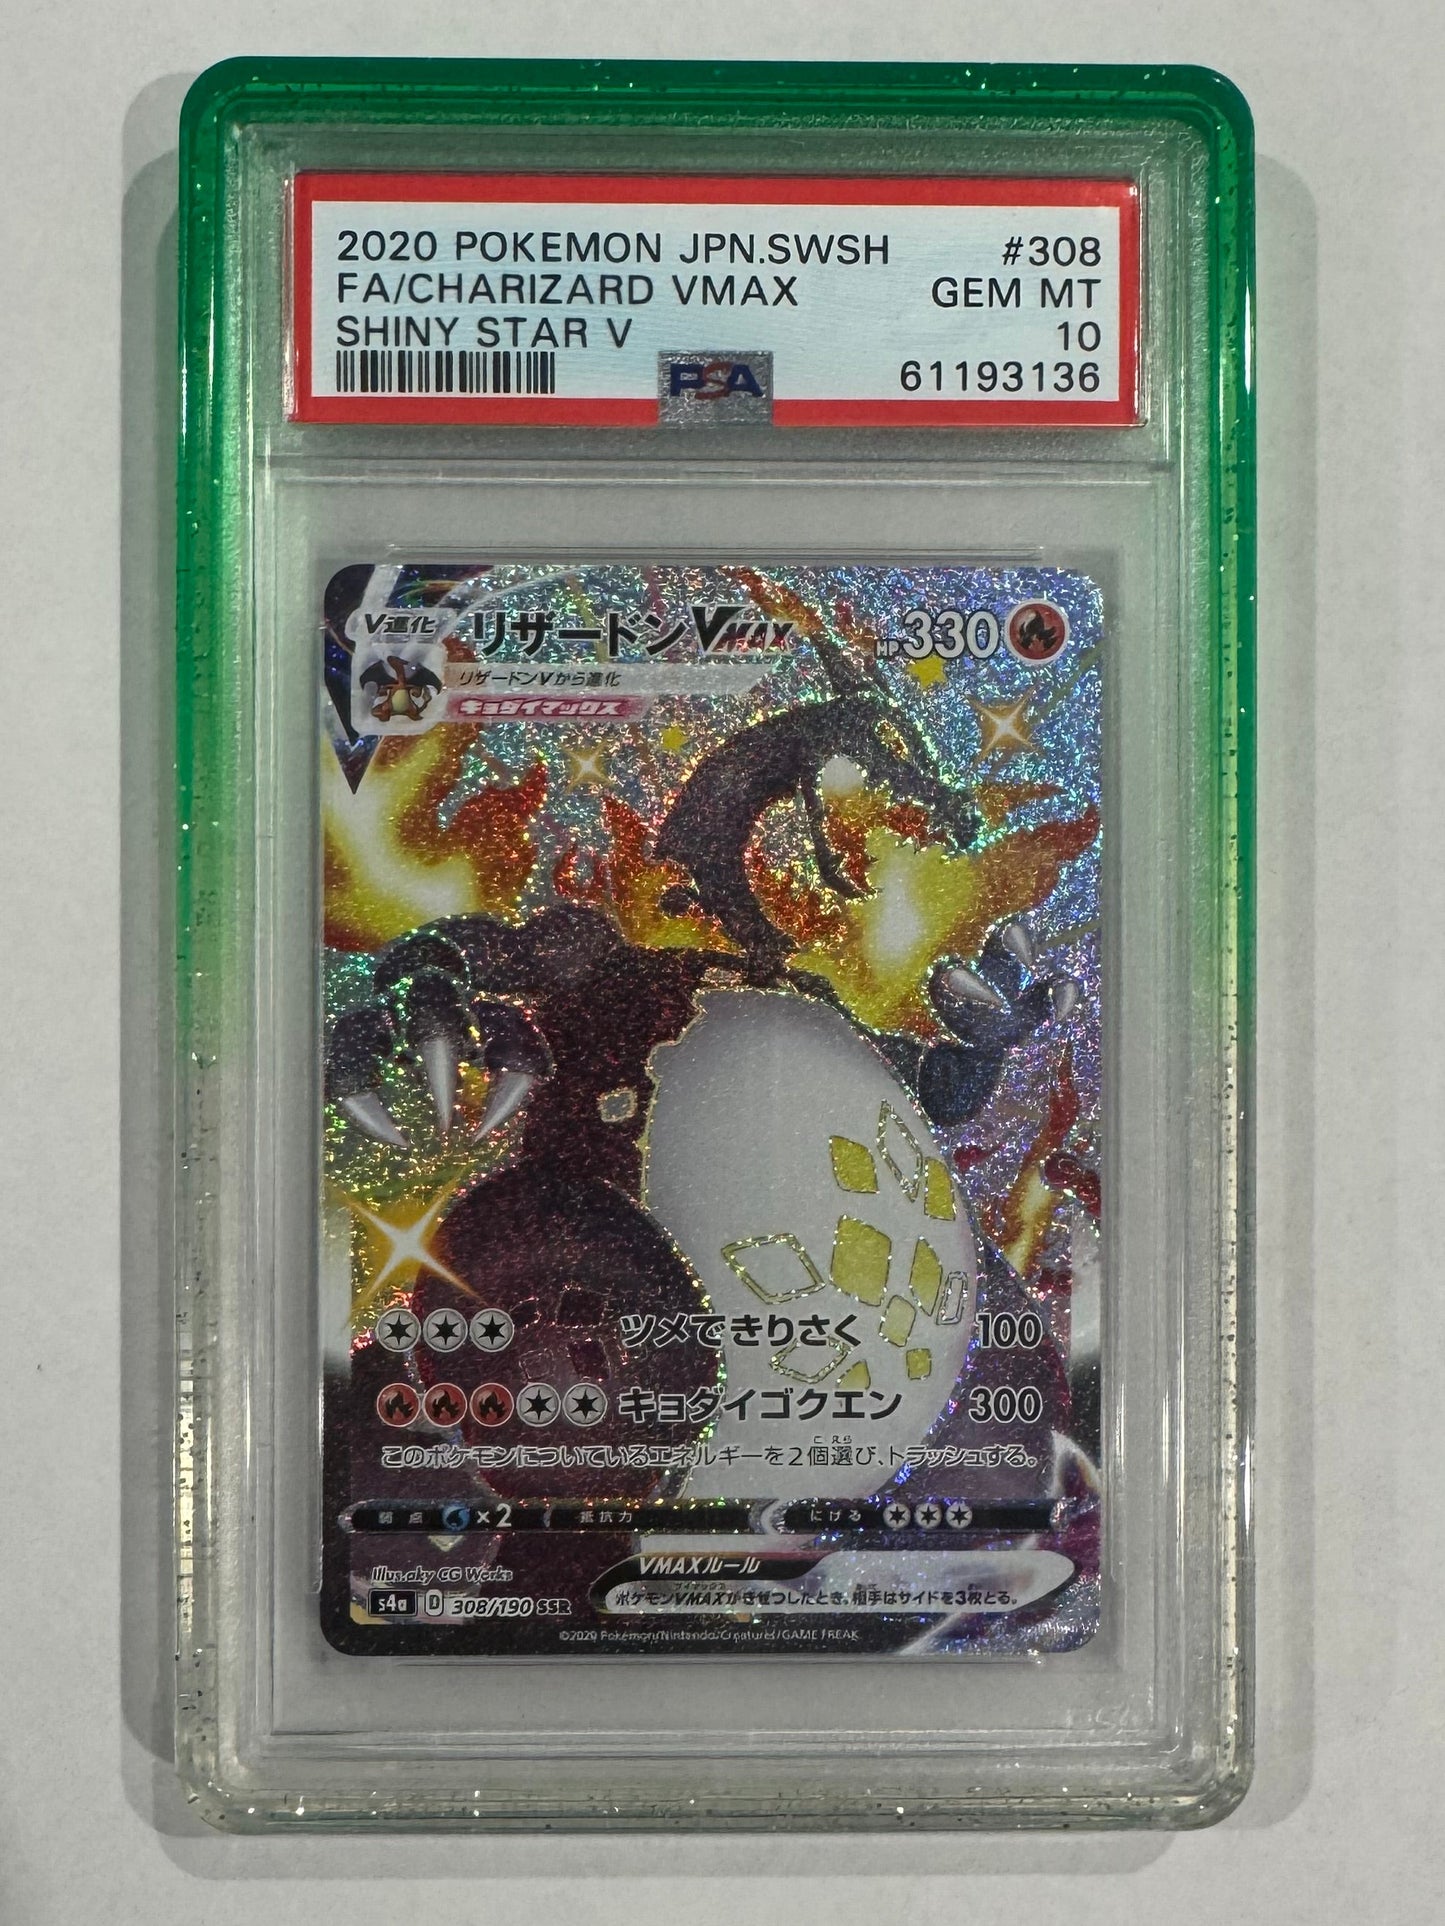 2020 POKEMON JPN.SWSH #308
FA/CHARIZARD VMAX GEM MT
SHINY STAR V 10
PSA 61193136
V進化 リザードンVMAX HP330
リザードンVから進化
キョダイマックス
ツメできりさく 100
キョダイゴクエン 300
このポケモンについているエネルギーを2個選び、トラッシュする。
弱点 ×2 抵抗力 にげる
VMAXルール
ポケモンVMAXがきぜつしたとき、相手はサイドを3枚とる。
Illus.aky CG Works
s4a D 308/190 SSR
©2020 Pokémon/Nintendo/Creatures/GAME FREAK